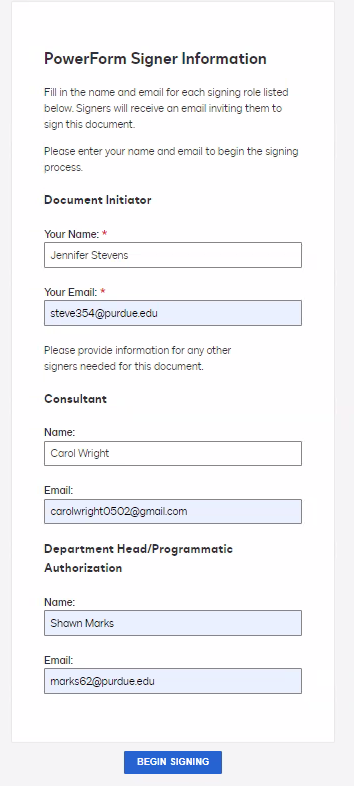 PowerForm Signer Information
Fill in the name and email for each signing role listed
below. Signers will receive an email inviting them to
sign this document.
Please enter your name and email to begin the signing
process.
Document Initiator
Your Name: *
Jennifer Stevens
Your Email: *
steve354@purdue.edu
Please provide information for any other
signers needed for this document.
Consultant
Name:
Carol Wright
Email:
carolwright0502@gmail.com
Department Head/Programmatic
Authorization
Name:
Shawn Marks
Email:
marks62@purdue.edu
BEGIN SIGNING